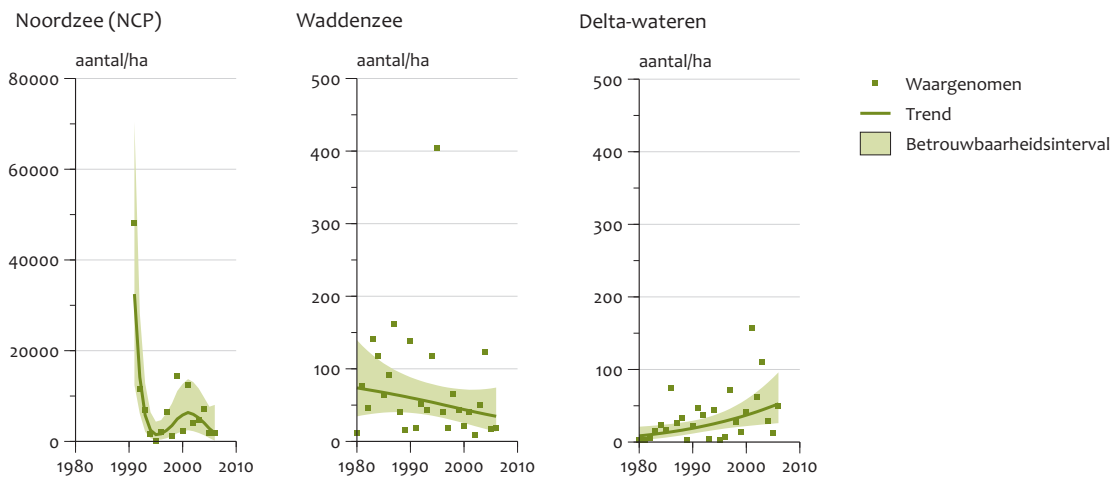 Noordzee (NCP)
aantal/ha
80000
60000
40000
20000
0
1980 1990 2000 2010
Waddenzee
aantal/ha
500
400
300
200
100
0
1980 1990 2000 2010
Delta-wateren
aantal/ha
500
400
300
200
100
0
1980 1990 2000 2010
Waargenomen
Trend
Betrouwbaarheidsinterval